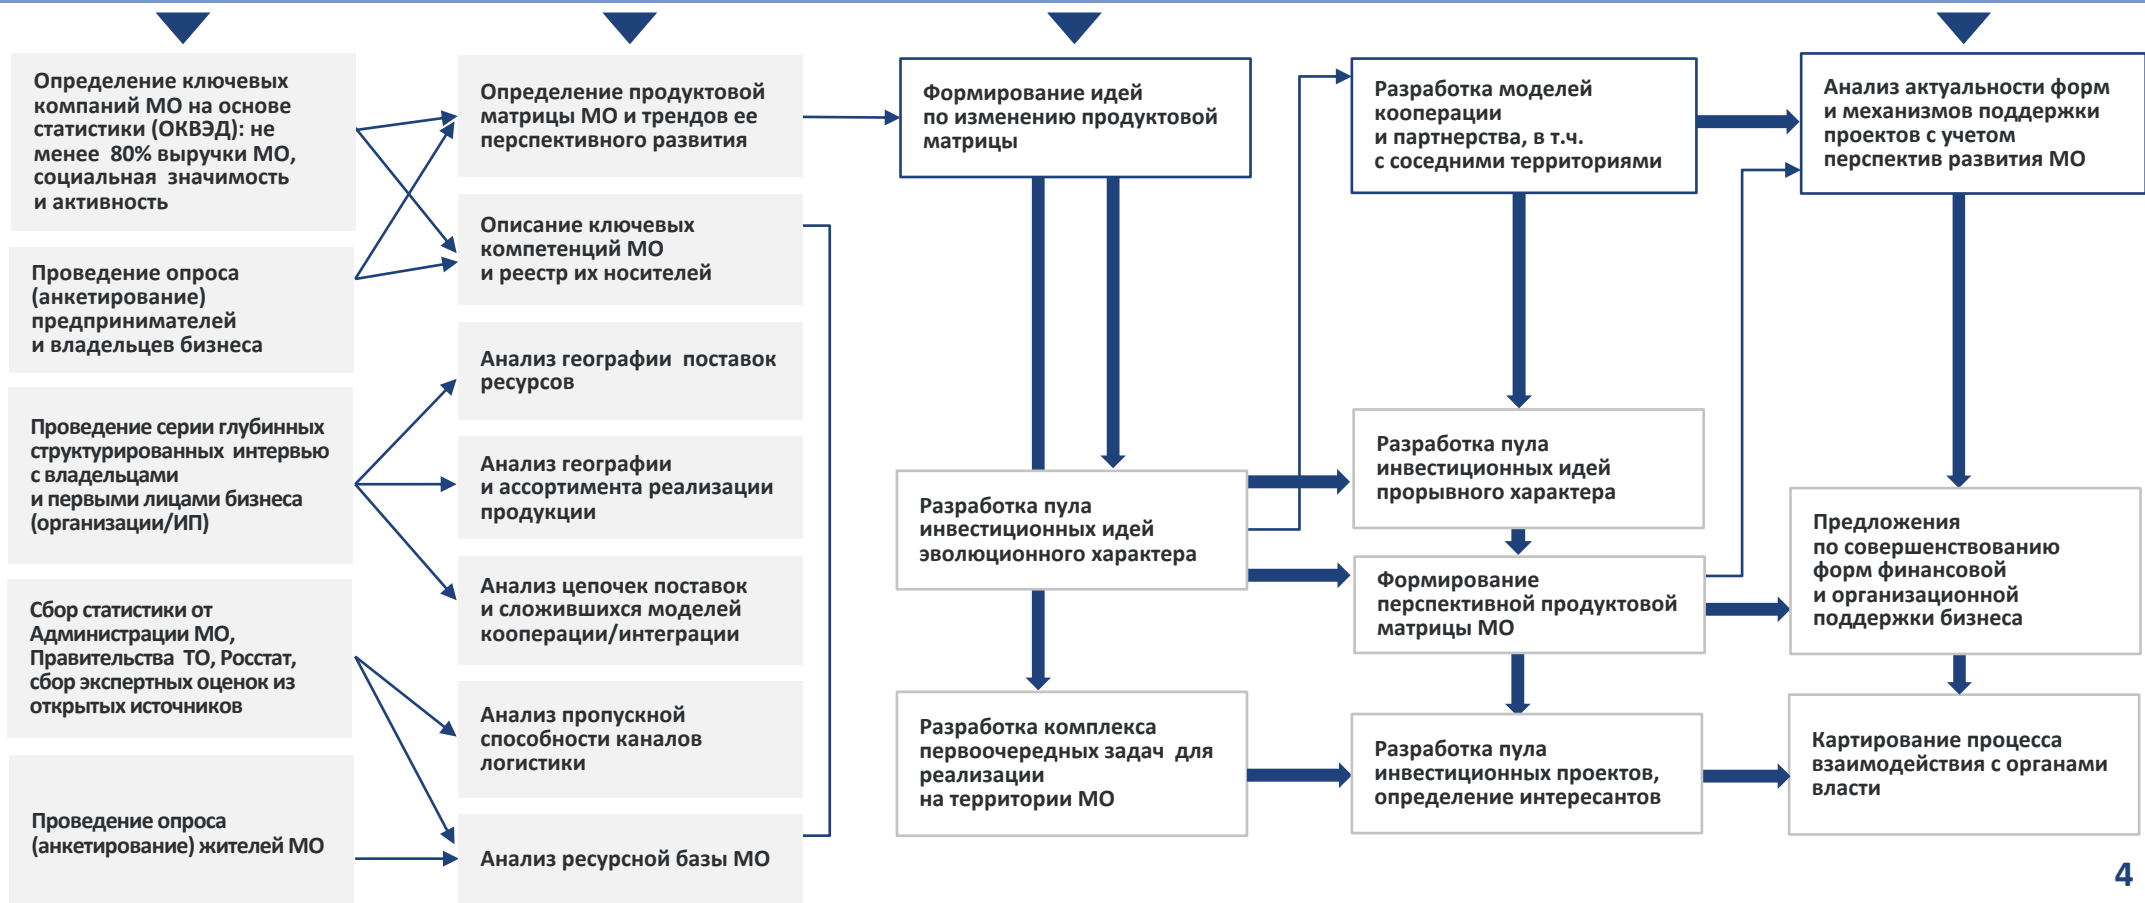 Определение ключевых
компаний МО на основе
статистики (ОКВЭД): не
менее 80% выручки МО,
социальная значимость
и активность
Проведение опроса
(анкетирование)
предпринимателей
и владельцев бизнеса
Проведение серии глубинных
структурированных интервью
с владельцами
и первыми лицами бизнеса
(организации/ИП)
Сбор статистики от
Администрации МО,
Правительства ТО, Росстат,
сбор экспертных оценок из
открытых источников
Проведение опроса
(анкетирование) жителей МО
Определение продуктовой
матрицы МО и трендов ее
перспективного развития
Описание ключевых
компетенций МО
и реестр их носителей
Анализ географии поставок
ресурсов
Анализ географии
и ассортимента реализации
продукции
Анализ цепочек поставок
и сложившихся моделей
кооперации/интеграции
Анализ пропускной
способности каналов
логистики
Анализ ресурсной базы МО
Формирование идей
по изменению продуктовой
матрицы
Разработка пула
инвестиционных идей
эволюционного характера
Разработка комплекса
первоочередных задач для
реализации
на территории МО
Разработка моделей
кооперации
и партнерства, в т.ч.
с соседними территориями
Разработка пула
инвестиционных идей
прорывного характера
Формирование
перспективной продуктовой
матрицы МО
Разработка пула
инвестиционных проектов,
определение интересантов
Анализ актуальности форм
и механизмов поддержки
проектов с учетом
перспектив развития МО
Предложения
по совершенствованию
форм финансовой
и организационной
поддержки бизнеса
Картирование процесса
взаимодействия с органами
власти
4